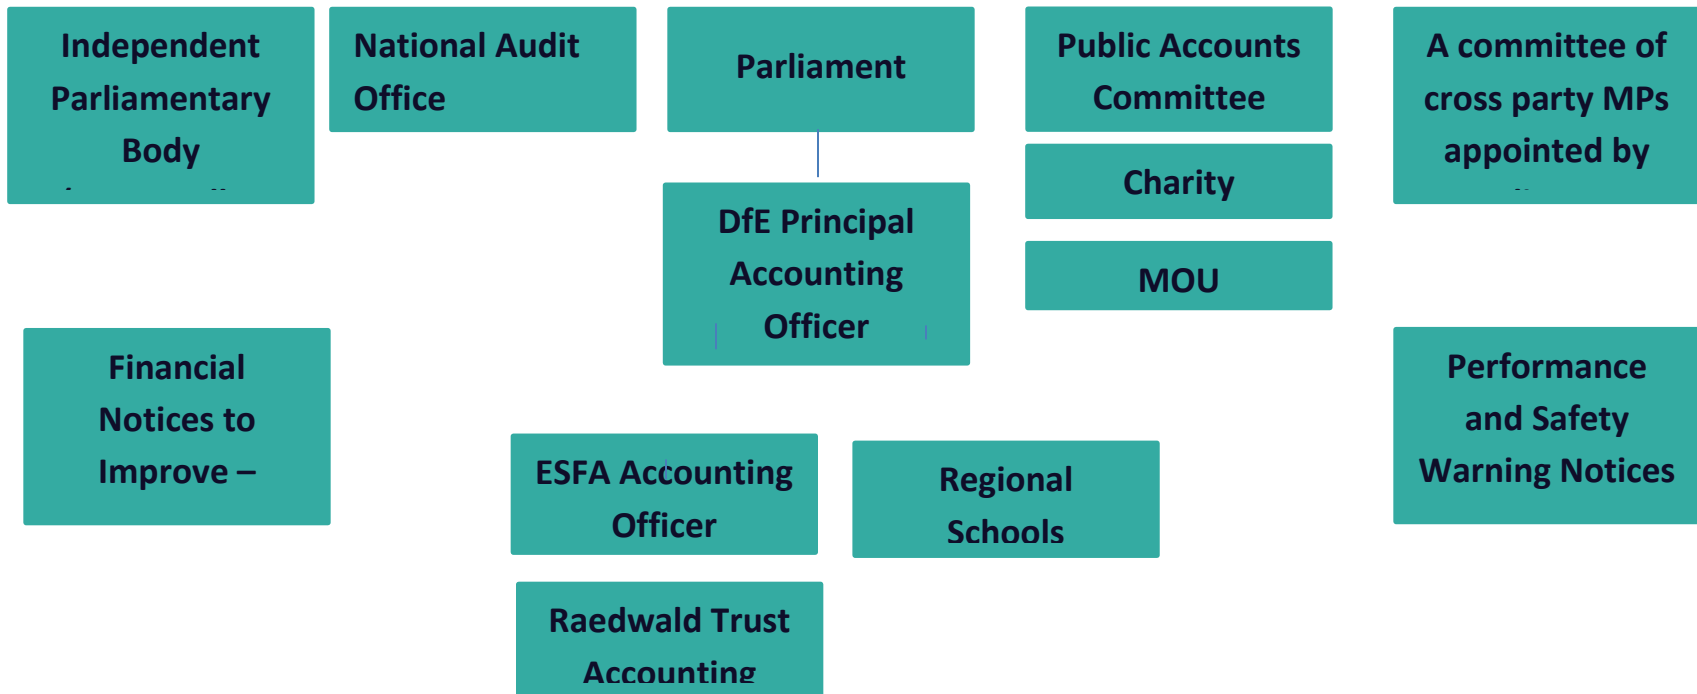 Independent
Parliamentary
Body
National Audit
Office
Parliament
Public Accounts
Committee
A committee of
cross party MPs
appointed by
Charity
MOU
DfE Principal
Accounting
Officer
Financial
Notices to
Improve –
Performance
and Safety
Warning Notices
ESFA Accounting
Officer
Regional
Schools
Raedwald Trust
Accounting